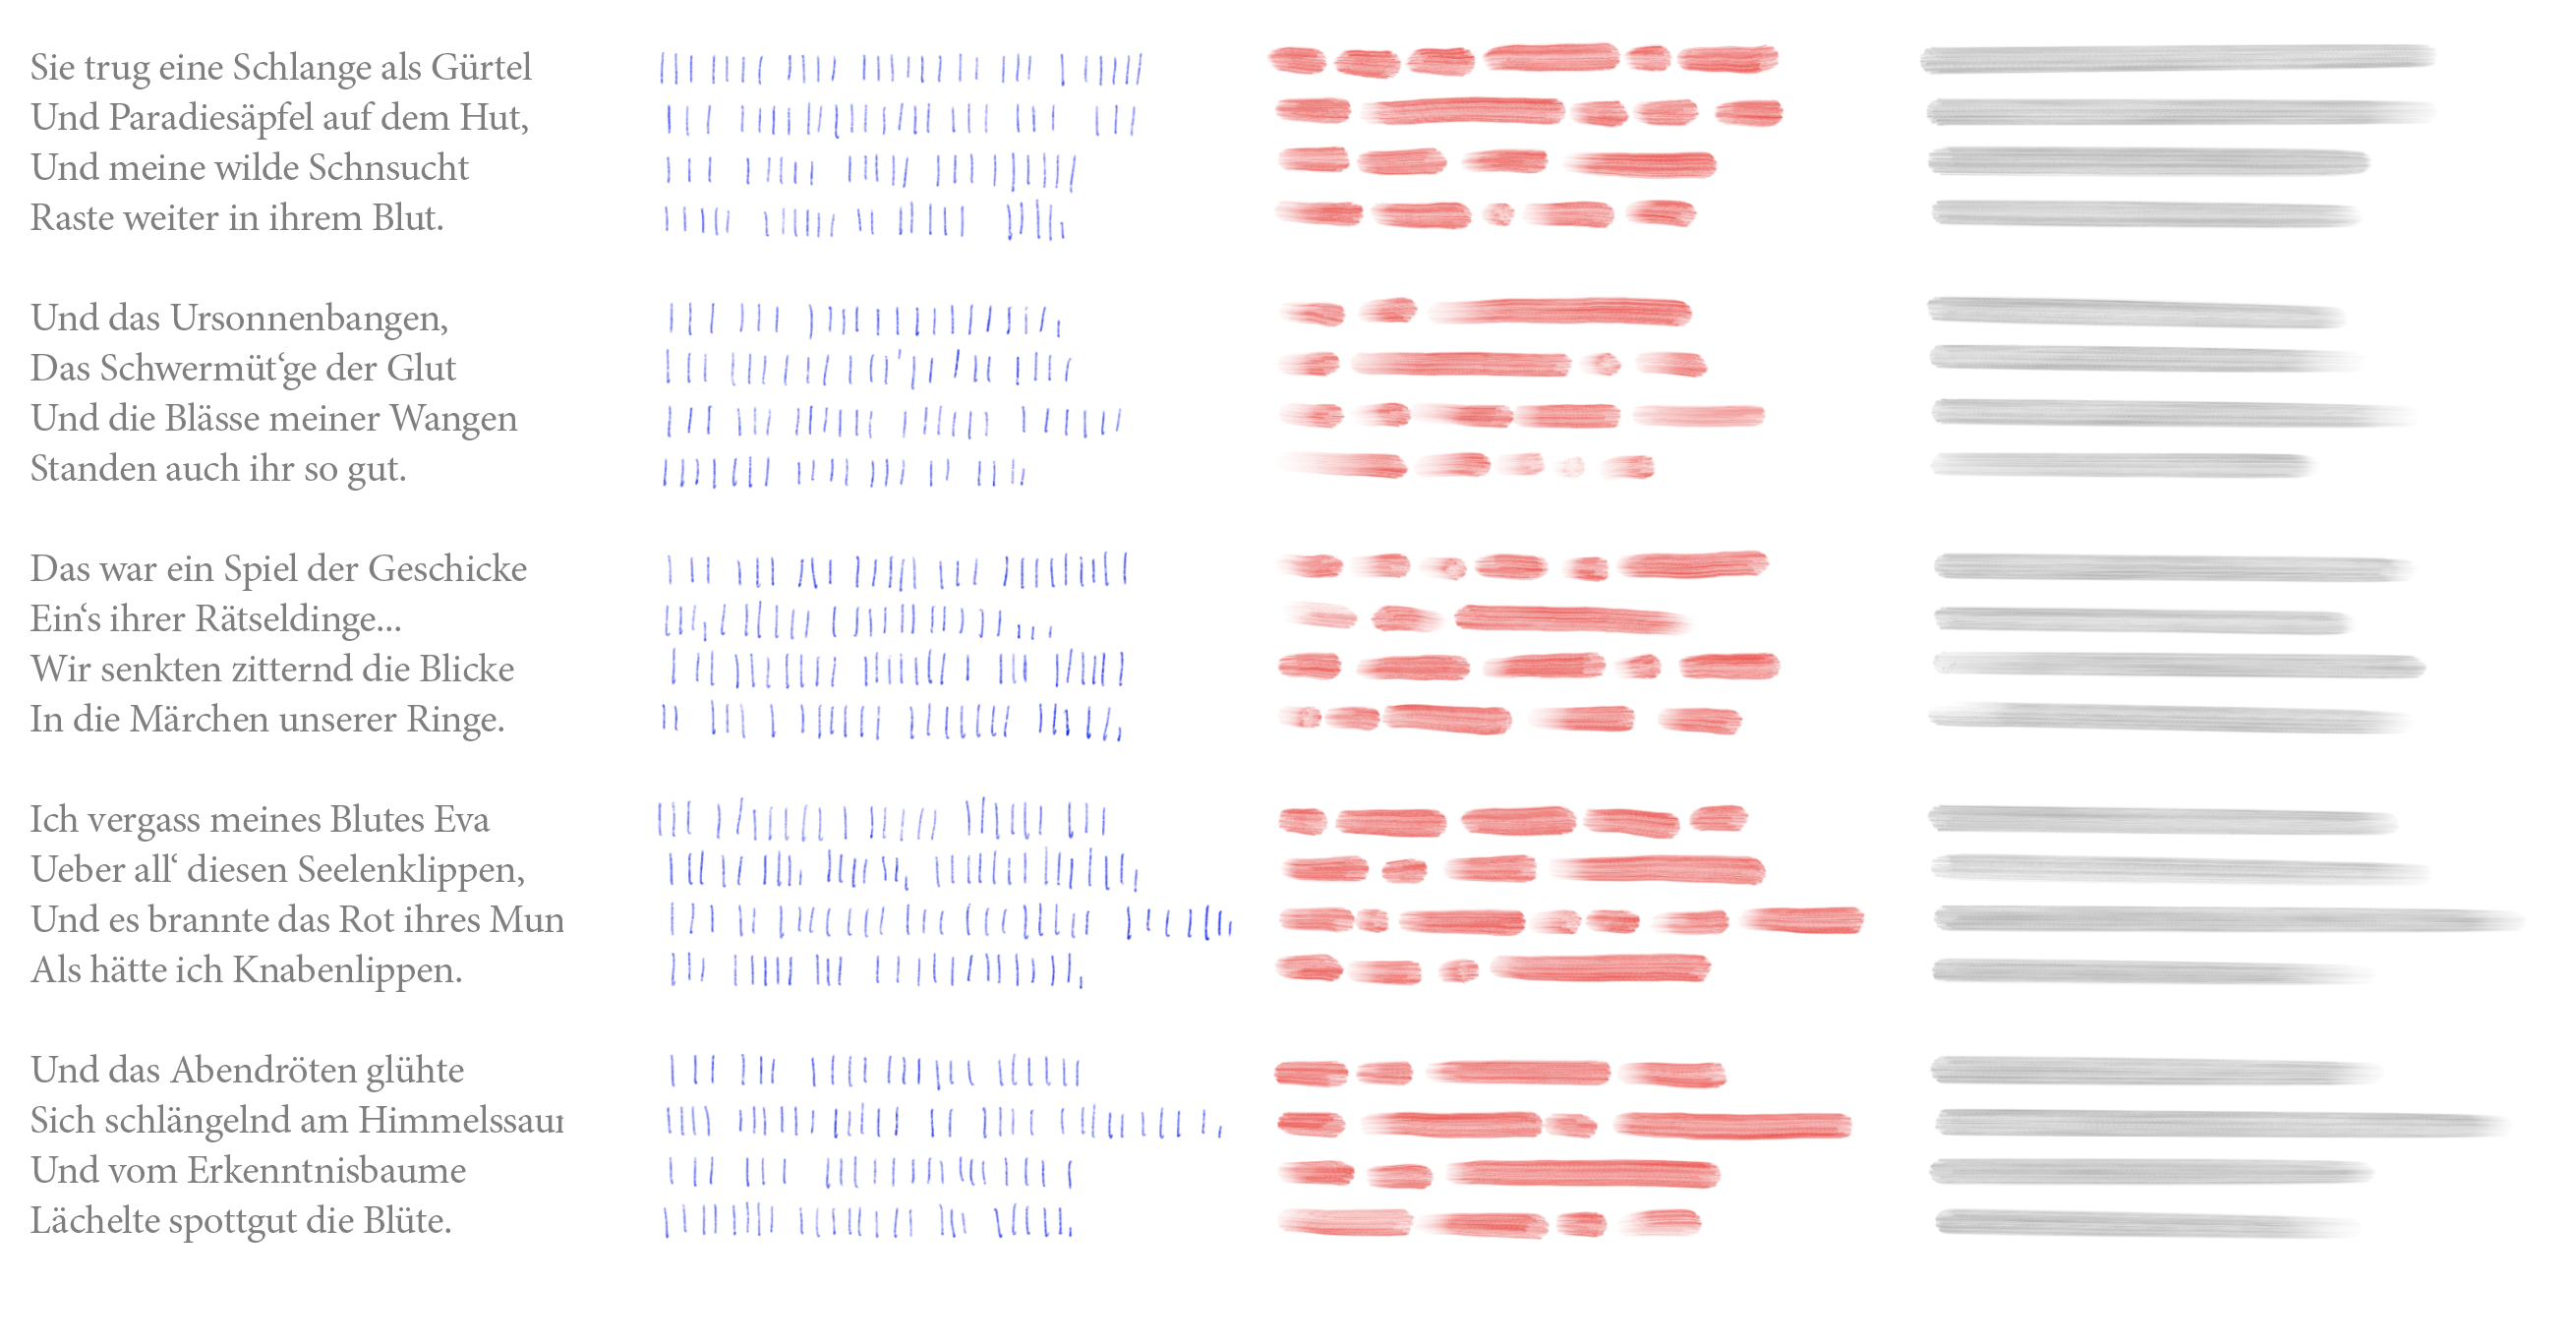 Sie trug eine Schlange als Gürtel
Und Paradiesäpfel auf dem Hut,
Und meine wilde Schnsucht
Raste weiter in ihrem Blut.

Und das Ursonnenbangen,
Das Schwermüt‘ge der Glut
Und die Blässe meiner Wangen
Standen auch ihr so gut.

Das war ein Spiel der Geschicke
Ein‘s ihrer Rätseldinge...
Wir senkten zitternd die Blicke
In die Märchen unserer Ringe.

Ich vergass meines Blutes Eva
Ueber all‘ diesen Seelenklippen,
Und es brannte das Rot ihres Mun
Als hätte ich Knabenlippen.

Und das Abendröten glühte
Sich schlängelnd am Himmelssau
Und vom Erkenntnisbaume
Lächelte spottgut die Blüte.